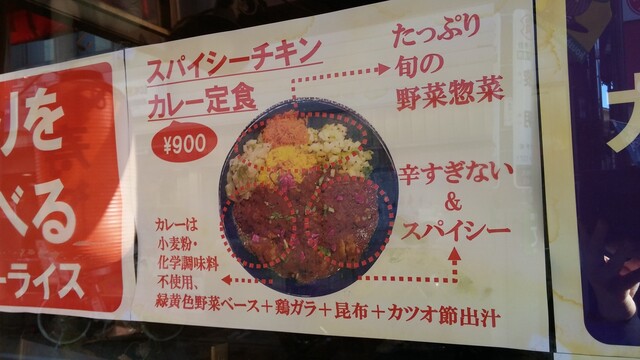 スパイシーチキン
カレー定食
¥900
たっぷり
旬の
野菜惣菜
辛すぎない
&
スパイシー
カレーは
小麦粉・
化学調味料
不使用、
緑黄色野菜ベース+鶏ガラ+昆布+カツオ節出汁
りを
べる
ーライス